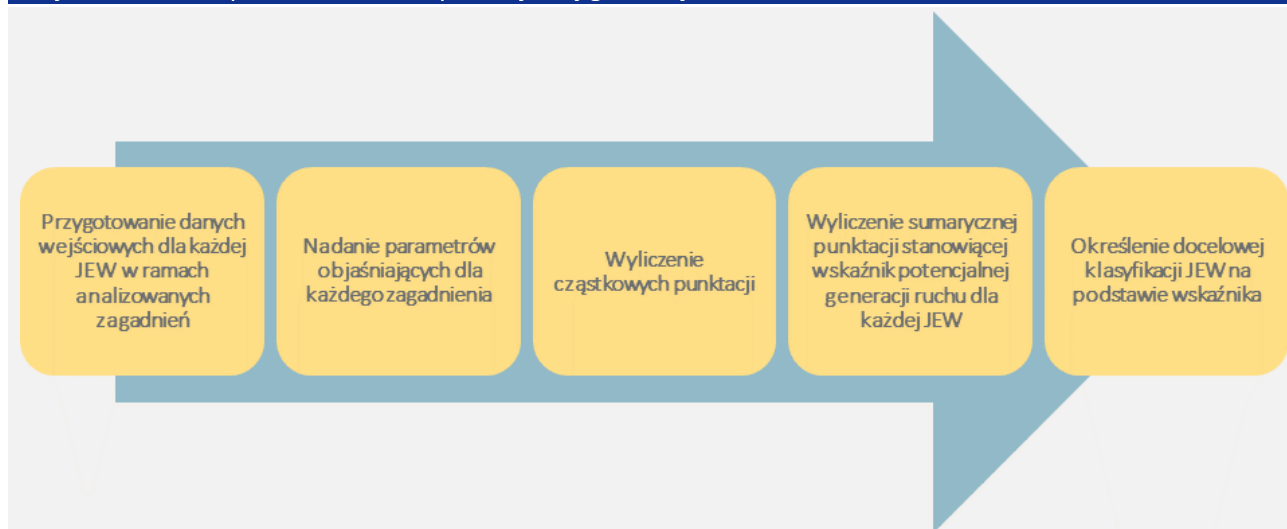 Przygotowanie danych
wejściowych dla każdej
JEW w ramach
analizowanych
zagadnień
Nadanie parametrów
objaśniających dla
każdego zagadnienia
Wyliczenie
cząstkowych punktacji
Wyliczenie sumarycznej
punktacji stanowiącej
wskaźnik potencjalnej
generacji ruchu dla
każdej JEW
Określenie docelowej
klasyfikacji JEW na
podstawie wskaźnika